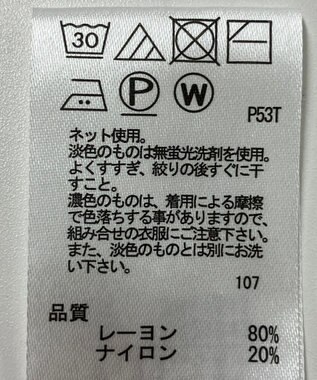 30
P W
P53T
ネット使用。
淡色のものは無蛍光洗剤を使用。
よくすすぎ、絞りの後すぐに干
すこと。
濃色のものは、着用による摩擦
で色落ちする事がありますので、
組み合せの衣服にご注意下さい。
また、淡色のものとは別にお洗
い下さい。
107
品質
レーヨン 80%
ナイロン 20%